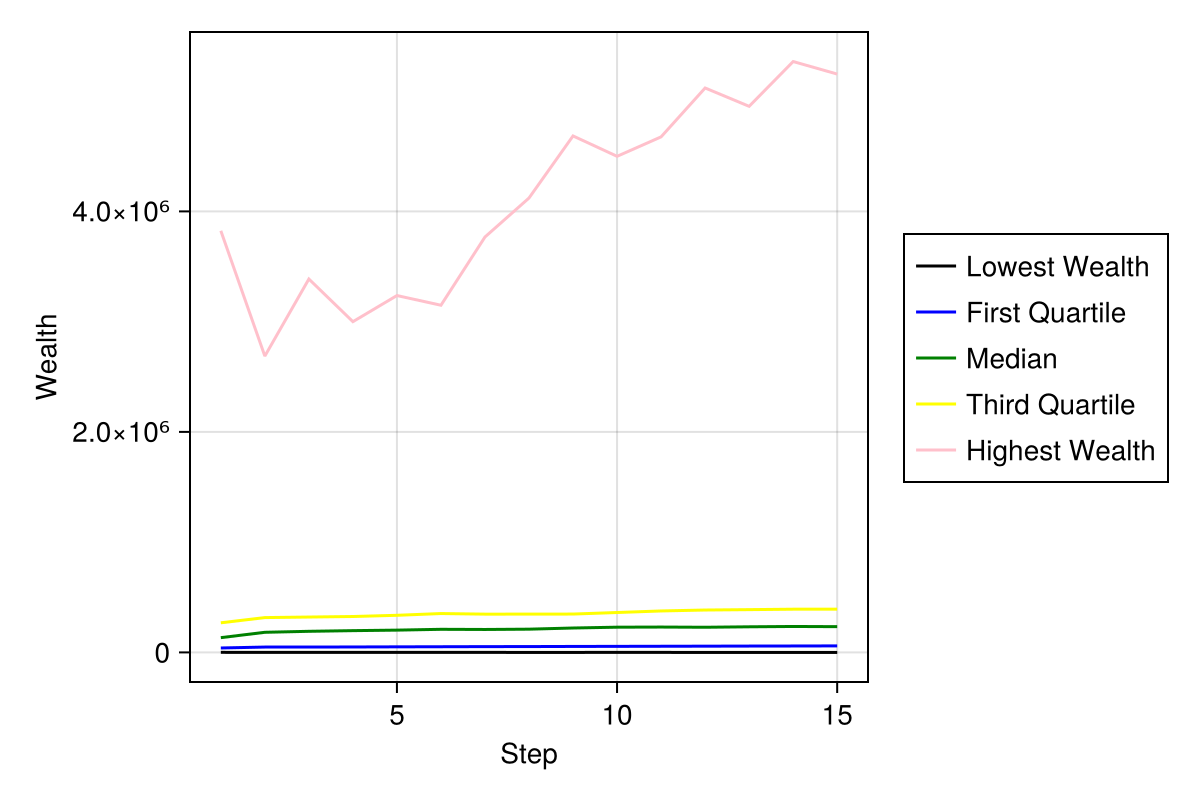 4.0×10⁶
2.0×10⁶
0
Wealth
5 10 15
Step
Lowest Wealth
First Quartile
Median
Third Quartile
Highest Wealth